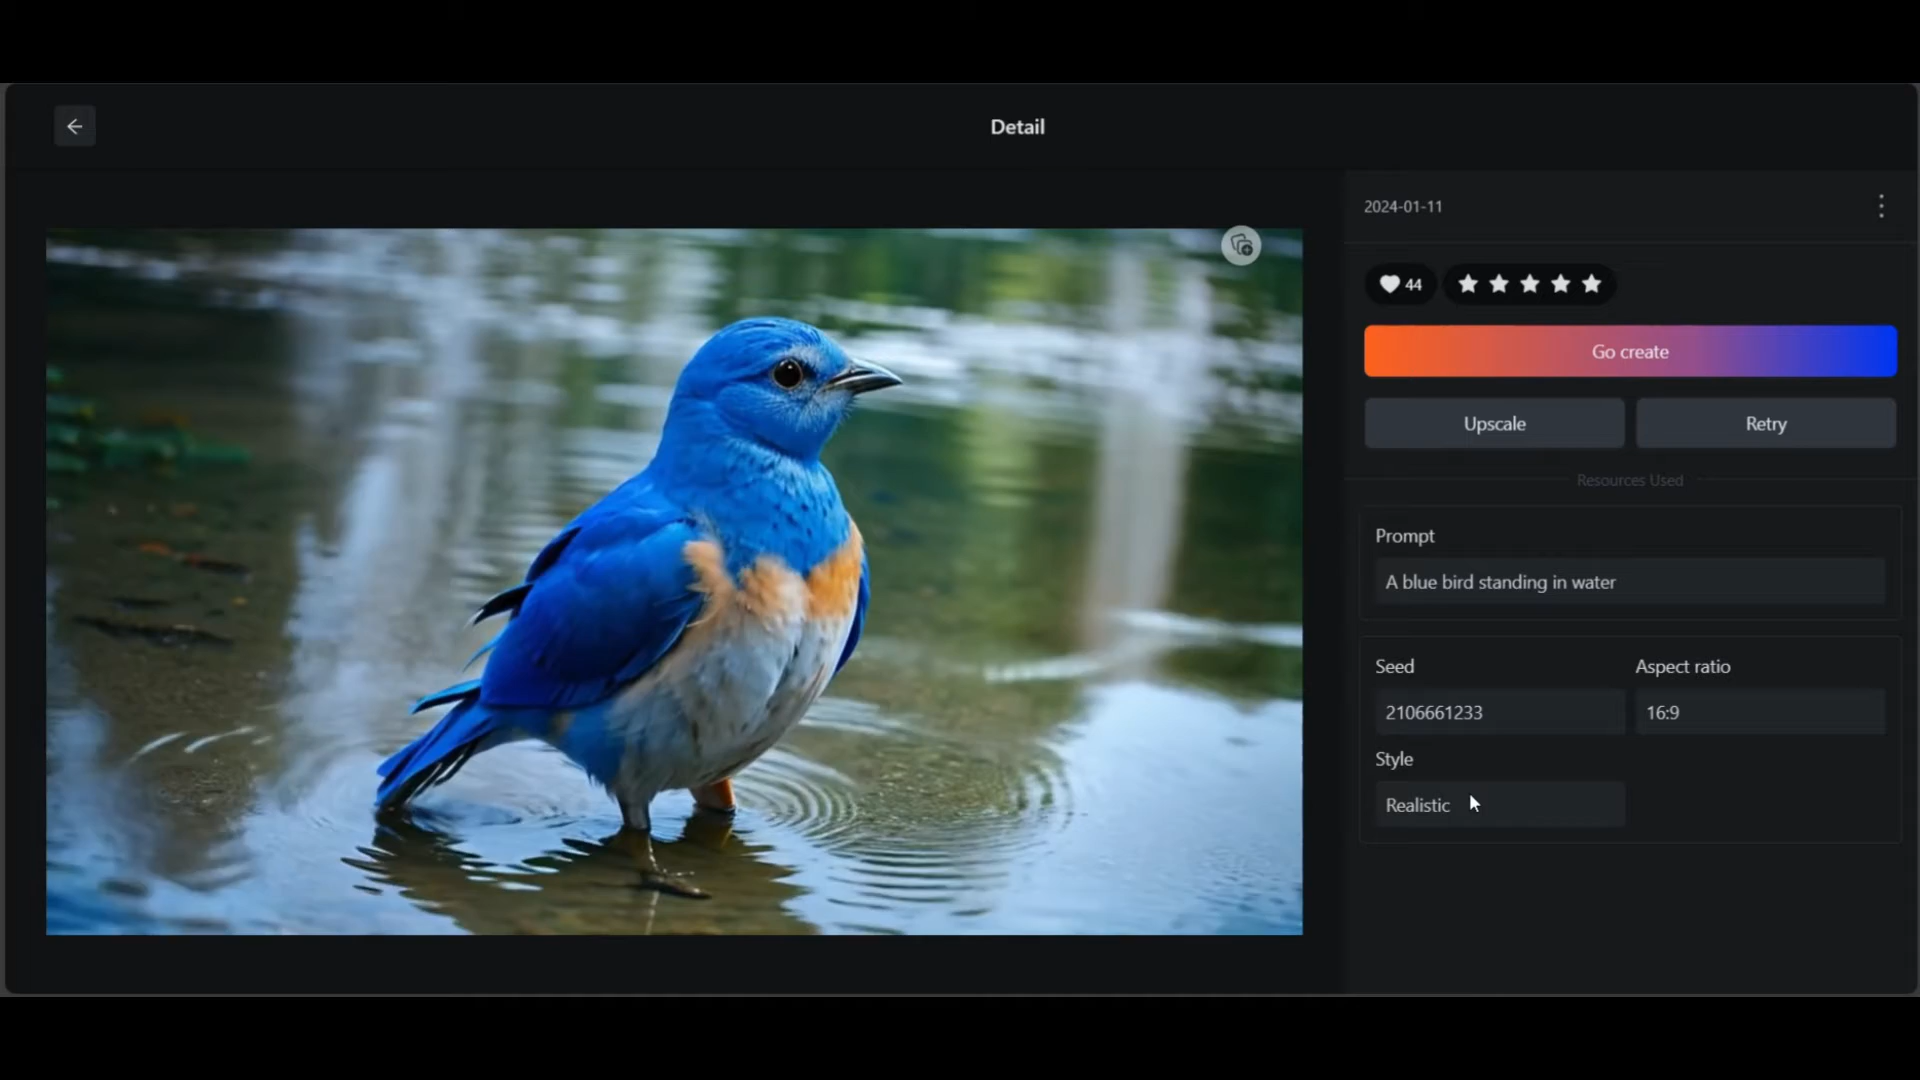 Detail
2024-01-11
44
Go create
Upscale
Retry
Resources Used
Prompt
A blue bird standing in water
Seed
Aspect ratio
2106661233
16:9
Style
Realistic